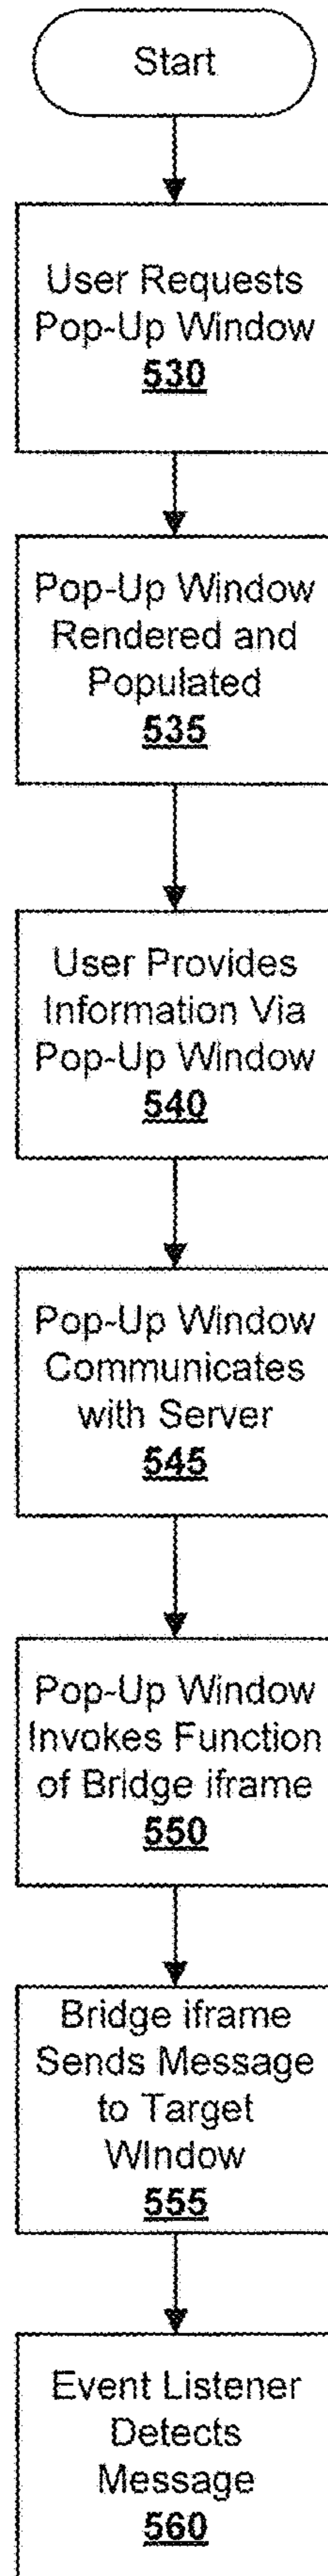 Start
User Requests
Pop-Up Window
530
Pop-Up Window
Rendered and
Populated
535
User Provides
Information Via
Pop-Up Window
540
Pop-Up Window
Communicates
with Server
545
Pop-Up Window
Invokes Function
of Bridge iframe
550
Bridge iframe
Sends Message
to Target
WIndow
555
Event Listener
Detects
Message
560